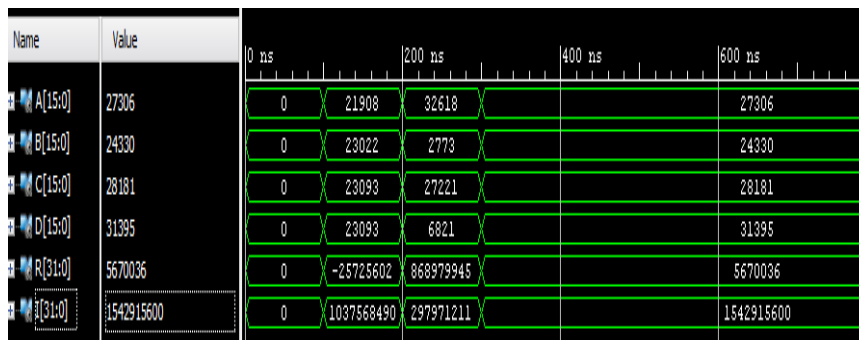 Name Value
0 ns 200 ns 400 ns 600 ns
A[15:0] 27306 0 21908 32618 27306
B[15:0] 24330 0 23022 2773 24330
C[15:0] 28181 0 23093 27221 28181
D[15:0] 31395 0 23093 6821 31395
R[31:0] 5670036 0 -25725602 868979945 5670036
I[31:0] 1542915600 0 1037568490 297971211 1542915600